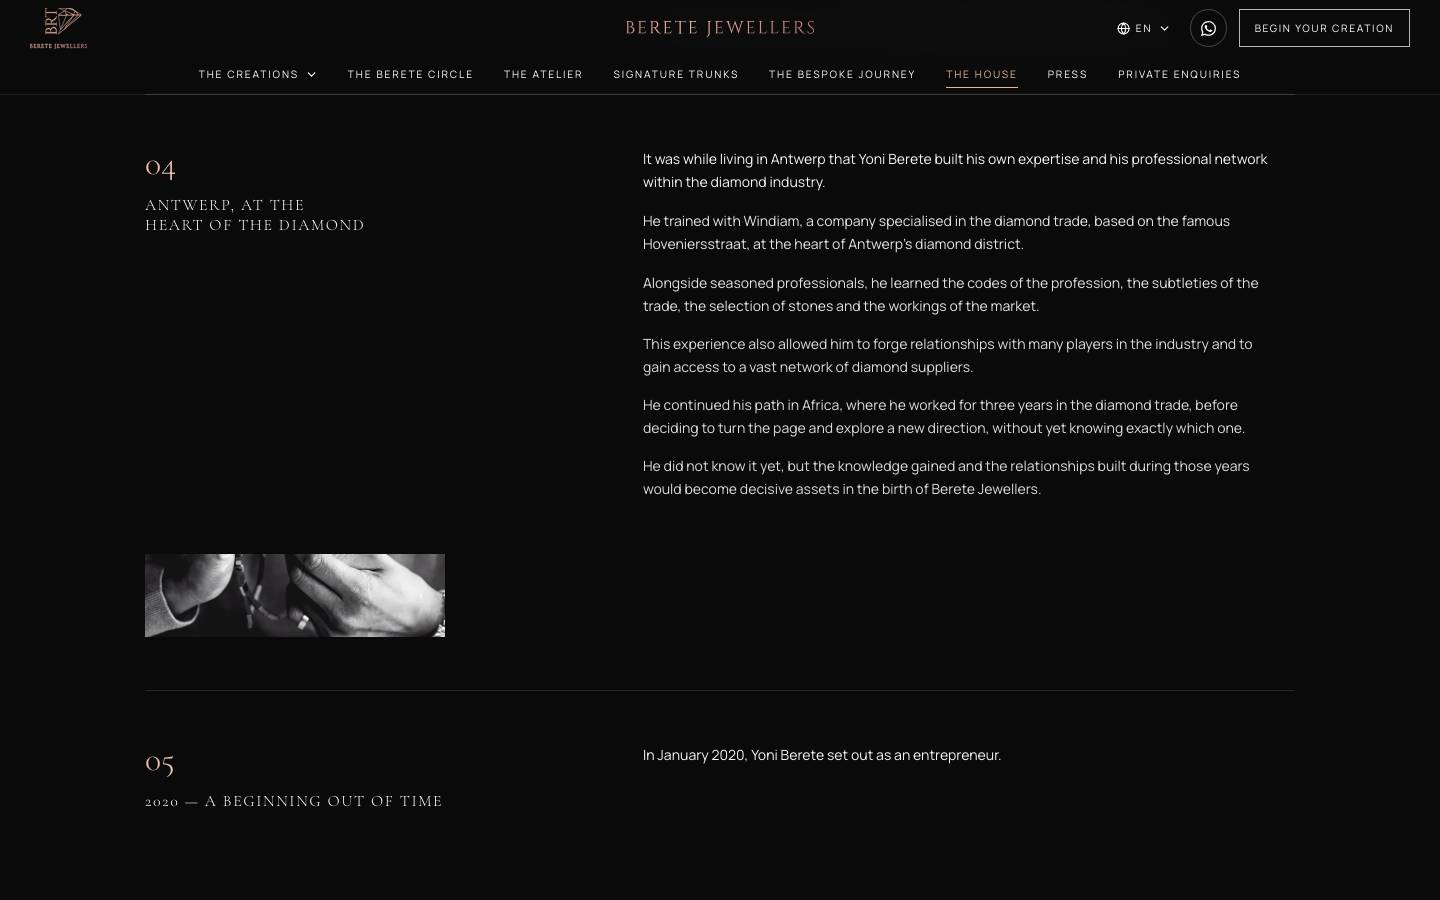 BRT
BERETE JEWELLERS
BERETE JEWELLERS
EN
BEGIN YOUR CREATION
THE CREATIONS
THE BERETE CIRCLE
THE ATELIER
SIGNATURE TRUNKS
THE BESPOKE JOURNEY
THE HOUSE
PRESS
PRIVATE ENQUIRIES
04
ANTWERP, AT THE
HEART OF THE DIAMOND
It was while living in Antwerp that Yoni Berete built his own expertise and his professional network
within the diamond industry.
He trained with Windiam, a company specialised in the diamond trade, based on the famous
Hoveniersstraat, at the heart of Antwerp's diamond district.
Alongside seasoned professionals, he learned the codes of the profession, the subtleties of the
trade, the selection of stones and the workings of the market.
This experience also allowed him to forge relationships with many players in the industry and to
gain access to a vast network of diamond suppliers.
He continued his path in Africa, where he worked for three years in the diamond trade, before
deciding to turn the page and explore a new direction, without yet knowing exactly which one.
He did not know it yet, but the knowledge gained and the relationships built during those years
would become decisive assets in the birth of Berete Jewellers.
05
2020 — A BEGINNING OUT OF TIME
In January 2020, Yoni Berete set out as an entrepreneur.